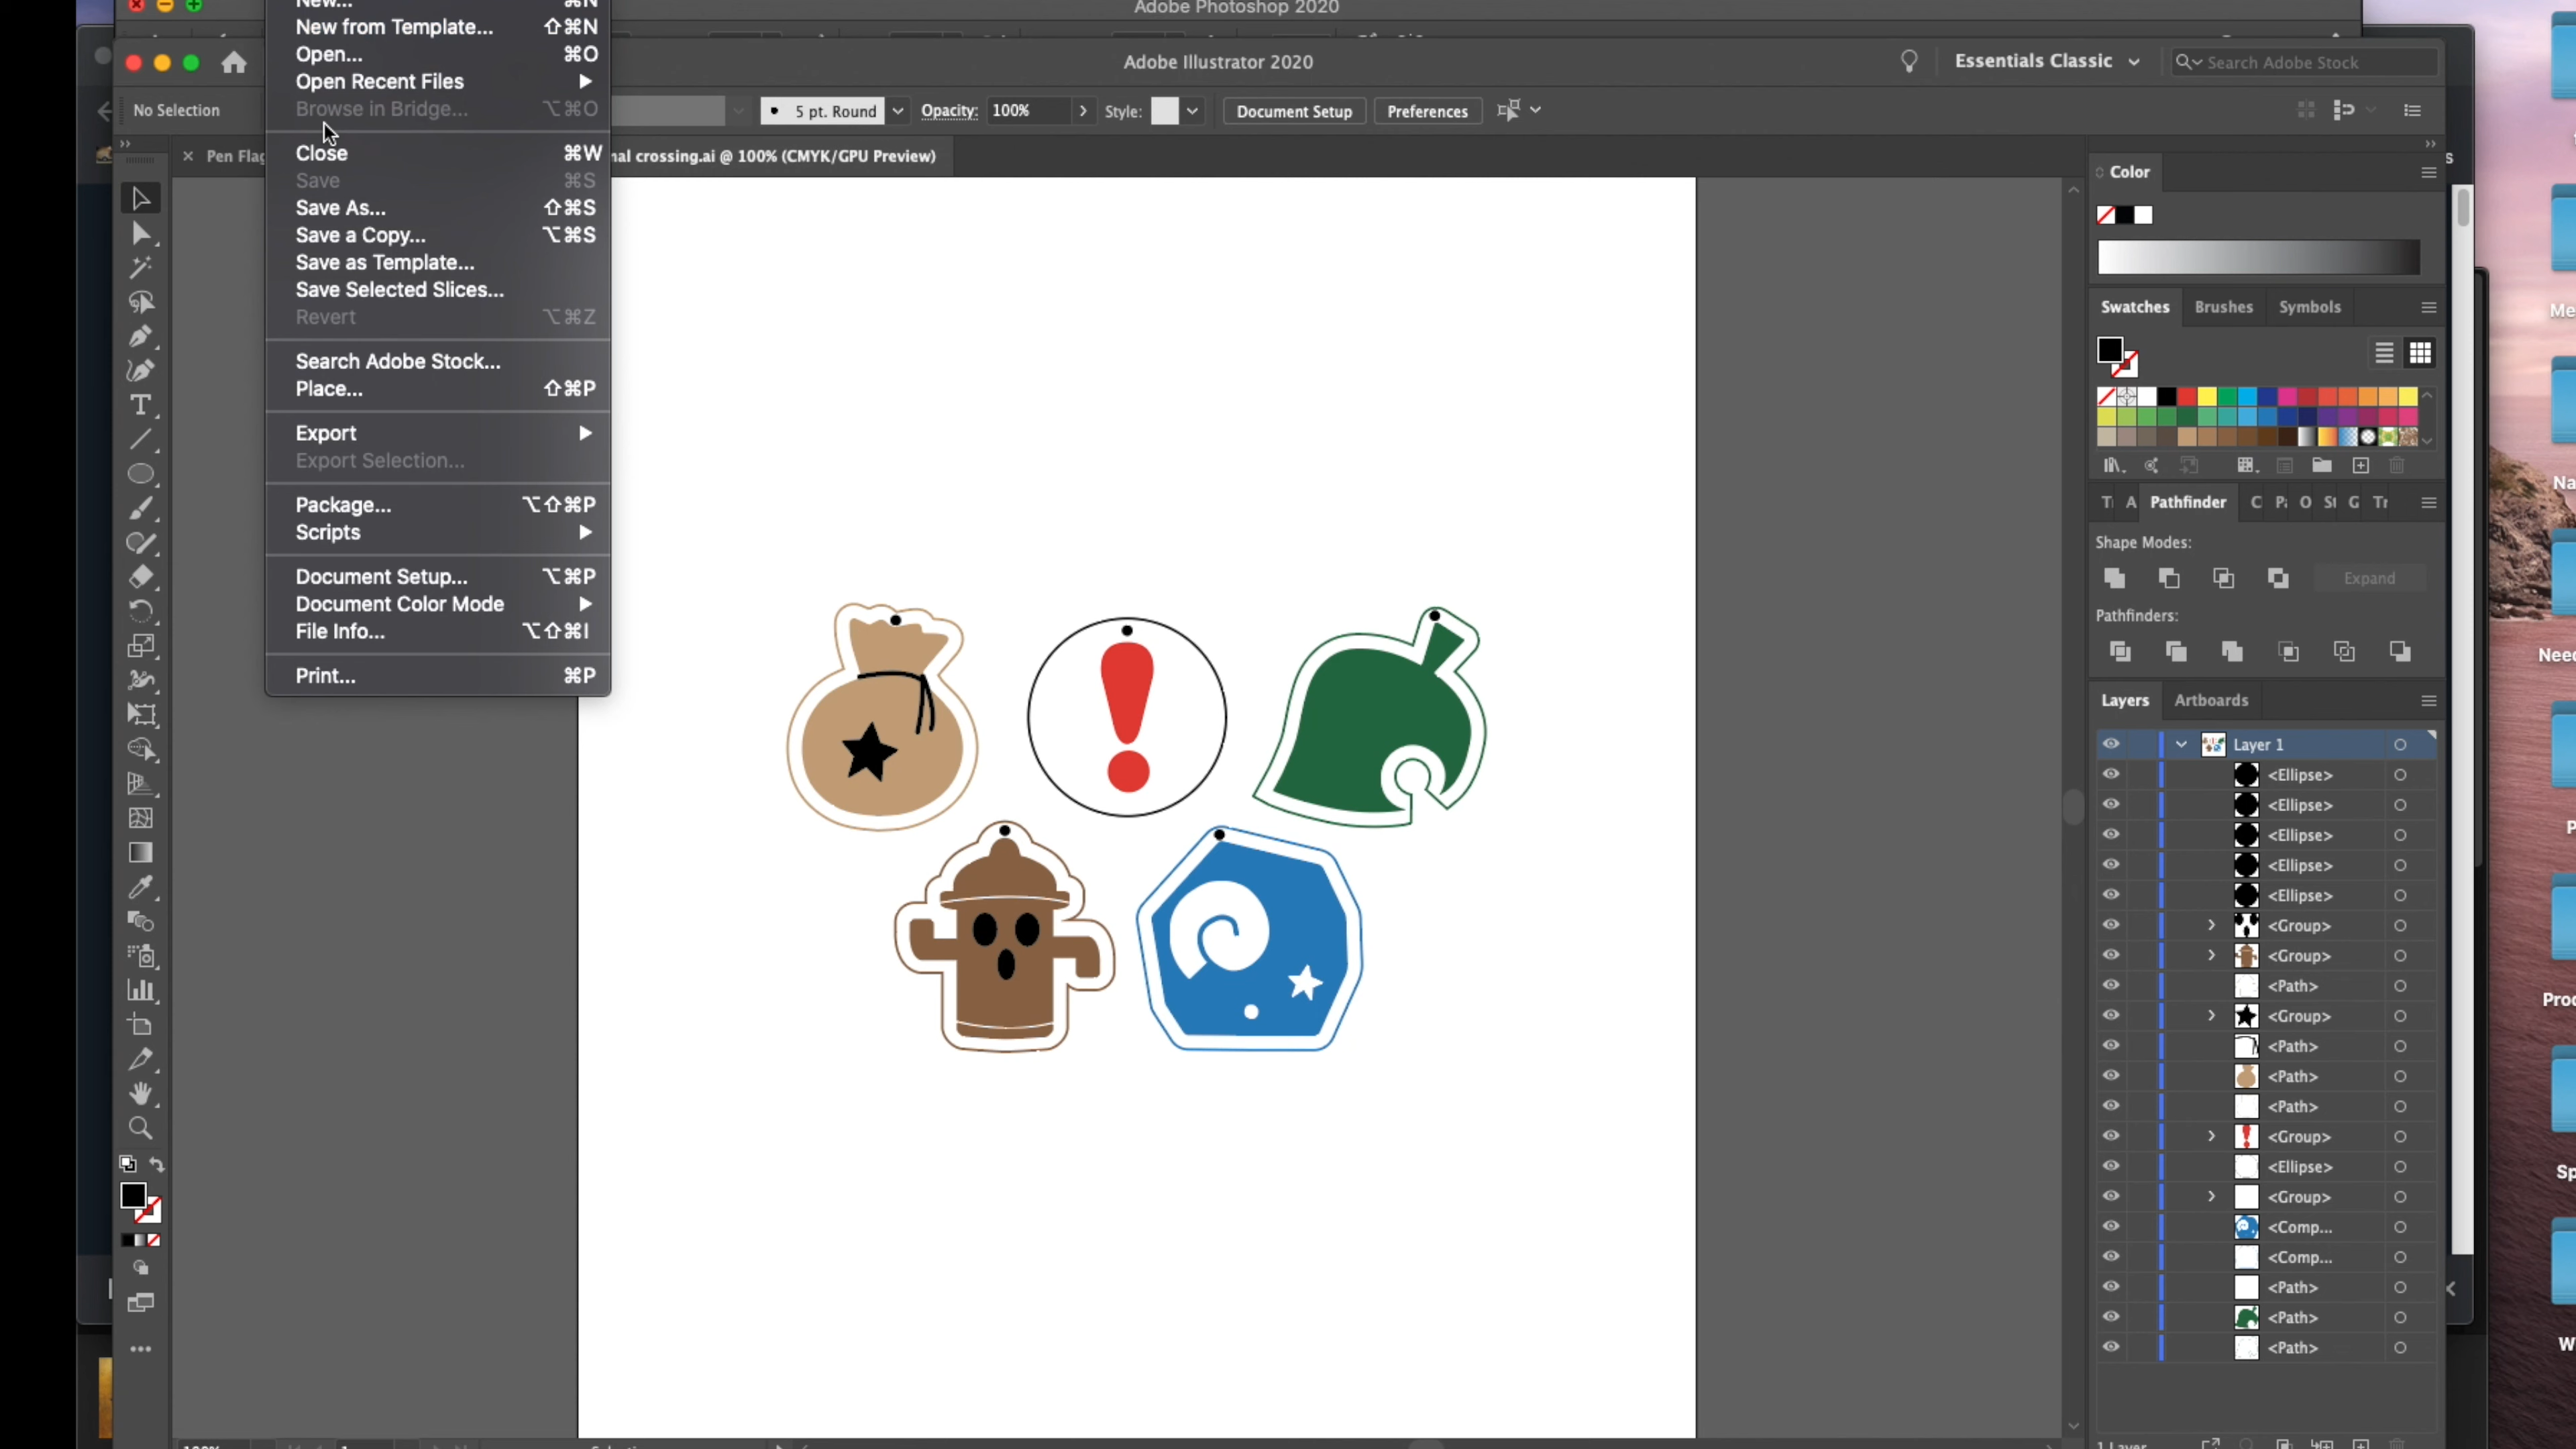 Adobe Photoshop 2020
New... ⌘N
New from Template... ⇧⌘N
Open... ⌘O
Open Recent Files
Browse in Bridge... ⌥⌘O
Close ⌘W
Save ⌘S
Save As... ⇧⌘S
Save a Copy... ⌥⌘S
Save as Template...
Save Selected Slices...
Revert ⌥⌘Z
Search Adobe Stock...
Place... ⇧⌘P
Export
Export Selection...
Package... ⌥⇧⌘P
Scripts
Document Setup... ⌥⌘P
Document Color Mode
File Info... ⌥⇧⌘I
Print... ⌘P
Adobe Illustrator 2020
Essentials Classic
Search Adobe Stock
No Selection
5 pt. Round
Opacity: 100%
Style:
Document Setup
Preferences
Pen Flag
nal crossing.ai @ 100% (CMYK/GPU Preview)
Color
Swatches Brushes Symbols
Pathfinder
Shape Modes:
Expand
Pathfinders:
Layers Artboards
Layer 1
<Ellipse>
<Ellipse>
<Ellipse>
<Ellipse>
<Ellipse>
<Group>
<Group>
<Path>
<Group>
<Path>
<Path>
<Path>
<Group>
<Ellipse>
<Group>
<Comp...
<Comp...
<Path>
<Path>
<Path>
1 Layer
Me
Na
Need
P
Prod
Sp
W